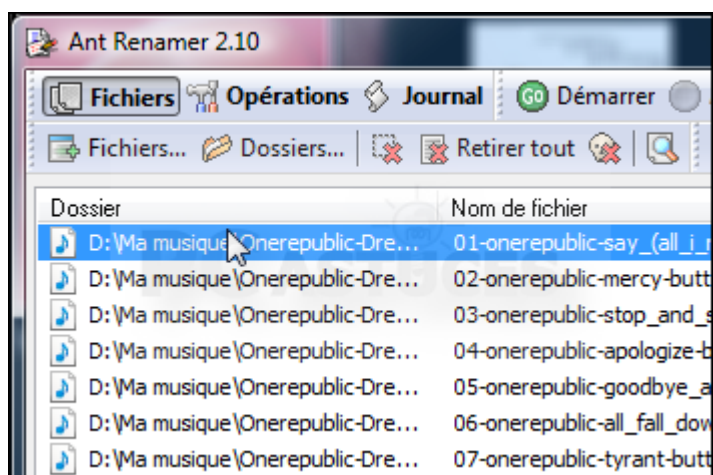 Ant Renamer 2.10
Fichiers Opérations Journal GO Démarrer
Fichiers... Dossiers... Retirer tout
Dossier Nom de fichier
D:\Ma musique\Onerepublic-Dre... 01-onerepublic-say_(all_i_
D:\Ma musique\Onerepublic-Dre... 02-onerepublic-mercy-butt
D:\Ma musique\Onerepublic-Dre... 03-onerepublic-stop_and_s
D:\Ma musique\Onerepublic-Dre... 04-onerepublic-apologize-b
D:\Ma musique\Onerepublic-Dre... 05-onerepublic-goodbye_a
D:\Ma musique\Onerepublic-Dre... 06-onerepublic-all_fall_dow
D:\Ma musique\Onerepublic-Dre... 07-onerepublic-tyrant-butt
PC ASTUCES